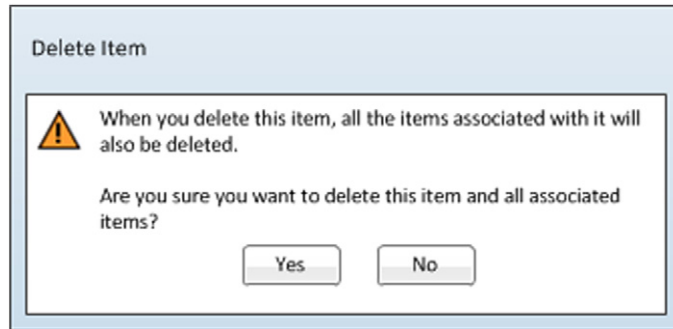 Delete Item
When you delete this item, all the items associated with it will
also be deleted.
Are you sure you want to delete this item and all associated
items?
Yes No